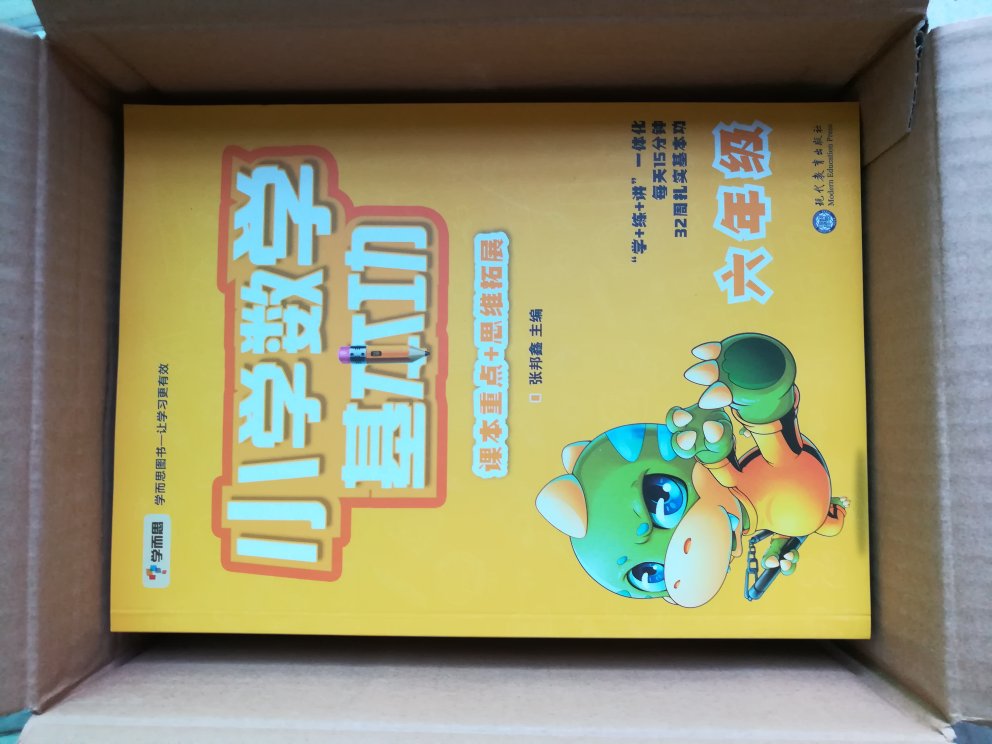 学而思
学而思图书—让学习更有效
小学数学
基本功
课本重点+思维拓展
张邦鑫 主编
“学+练+讲”一体化
每天15分钟
32周扎实基本功
六年级
现代教育出版社
Modern Education Press